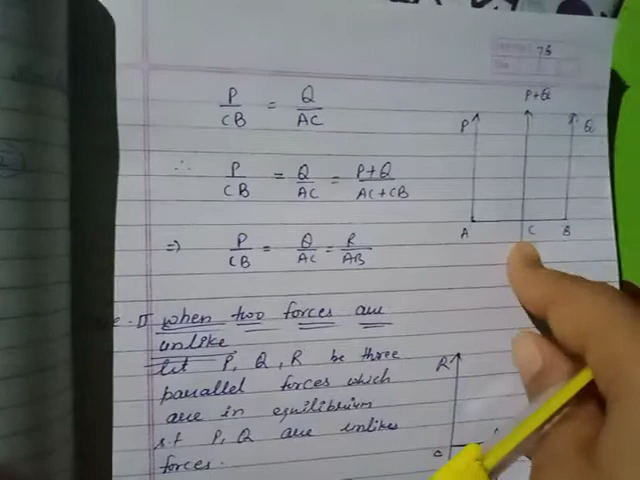 78
P/CB = Q/AC
P+Q
P
Q
∴ P/CB = Q/AC = P+Q/AC+CB
A C B
⇒ P/CB = Q/AC = R/AB
II when two forces are
unlike
let P, Q, R be three
parallel forces which
are in equilibrium
s.t P, Q are unlike
forces.
R